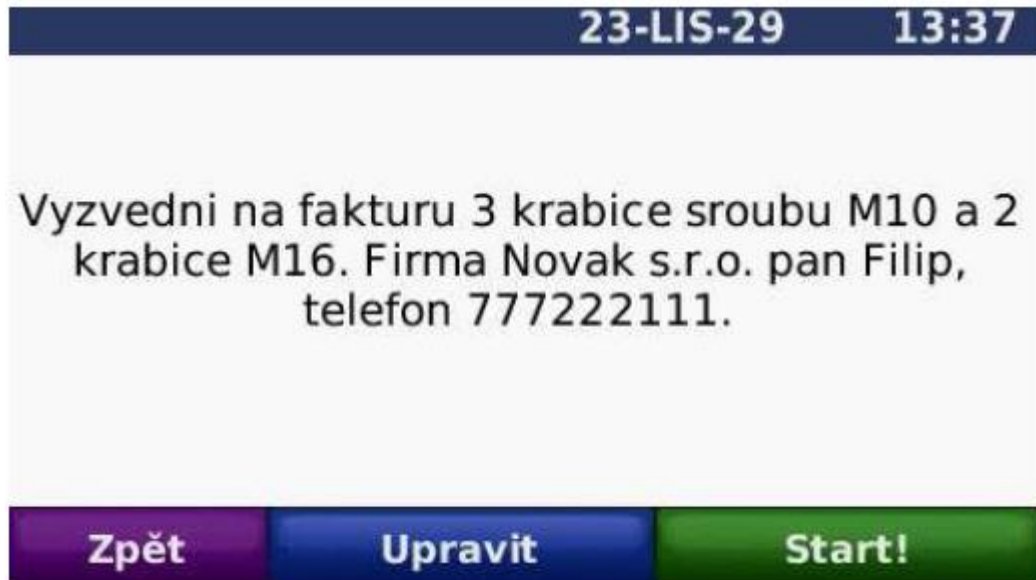 23-LIS-29 13:37
Vyzvedni na fakturu 3 krabice sroubu M10 a 2
krabice M16. Firma Novak s.r.o. pan Filip,
telefon 777222111.
Zpět Upravit Start!